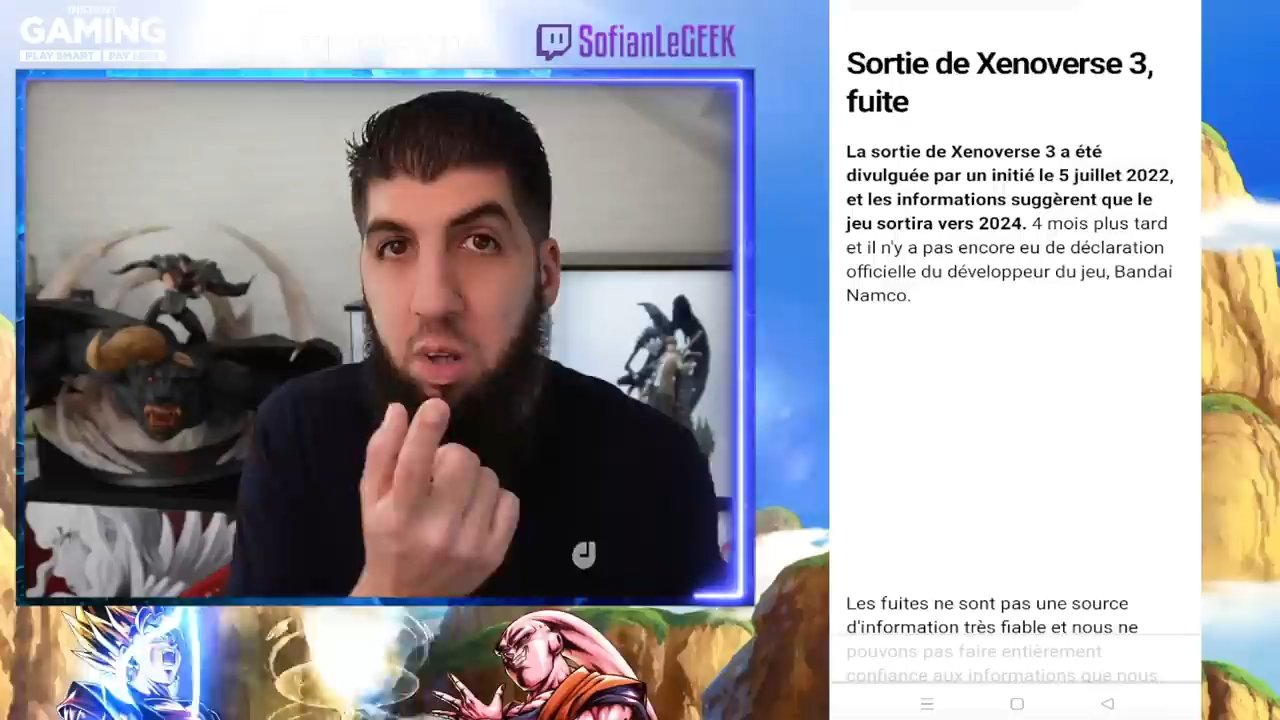 INSTANT
GAMING
PLAY SMART | PAY LESS
SofianLeGEEK
Sortie de Xenoverse 3,
fuite
La sortie de Xenoverse 3 a été
divulguée par un initié le 5 juillet 2022,
et les informations suggèrent que le
jeu sortira vers 2024. 4 mois plus tard
et il n'y a pas encore eu de déclaration
officielle du développeur du jeu, Bandai
Namco.
Les fuites ne sont pas une source
d'information très fiable et nous ne
pouvons pas faire entièrement
confiance aux informations que nous